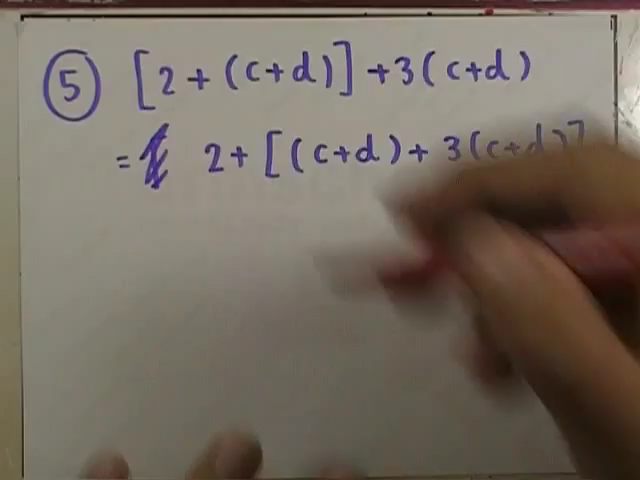 ⑤ [2 + (c+d)] + 3(c+d)
= 2 + [(c+d) + 3(c+d)]